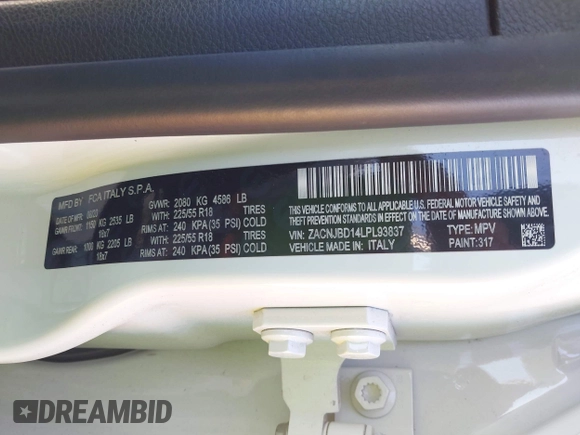 MFD BY FCA ITALY S.P.A.
DATE OF MFR GVWR: 2080 KG 4586 LB
GAWR FRONT: 1150 KG 2535 LB WITH: 225/55 R18 TIRES
18x7 RIMS AT: 240 KPA (35 PSI) COLD
GAWR REAR: 1000 KG 2205 LB WITH: 225/55 R18 TIRES
18x7 RIMS AT: 240 KPA (35 PSI) COLD
THIS VEHICLE CONFORMS TO ALL APPLICABLE U.S. FEDERAL MOTOR VEHICLE SAFETY AND
THEFT PREVENTION STANDARDS IN EFFECT ON THE DATE OF MANUFACTURE SHOWN ABOVE.
VIN: ZACNJBD14LPL93837 TYPE: MPV
VEHICLE MADE IN: ITALY PAINT: 317
DREAMBID